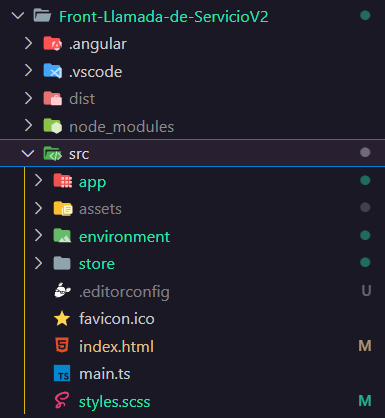 Front-Llamada-de-ServicioV2
.angular
.vscode
dist
node_modules
src
app
assets
environment
store
.editorconfig U
favicon.ico
index.html M
TS main.ts
styles.scss M